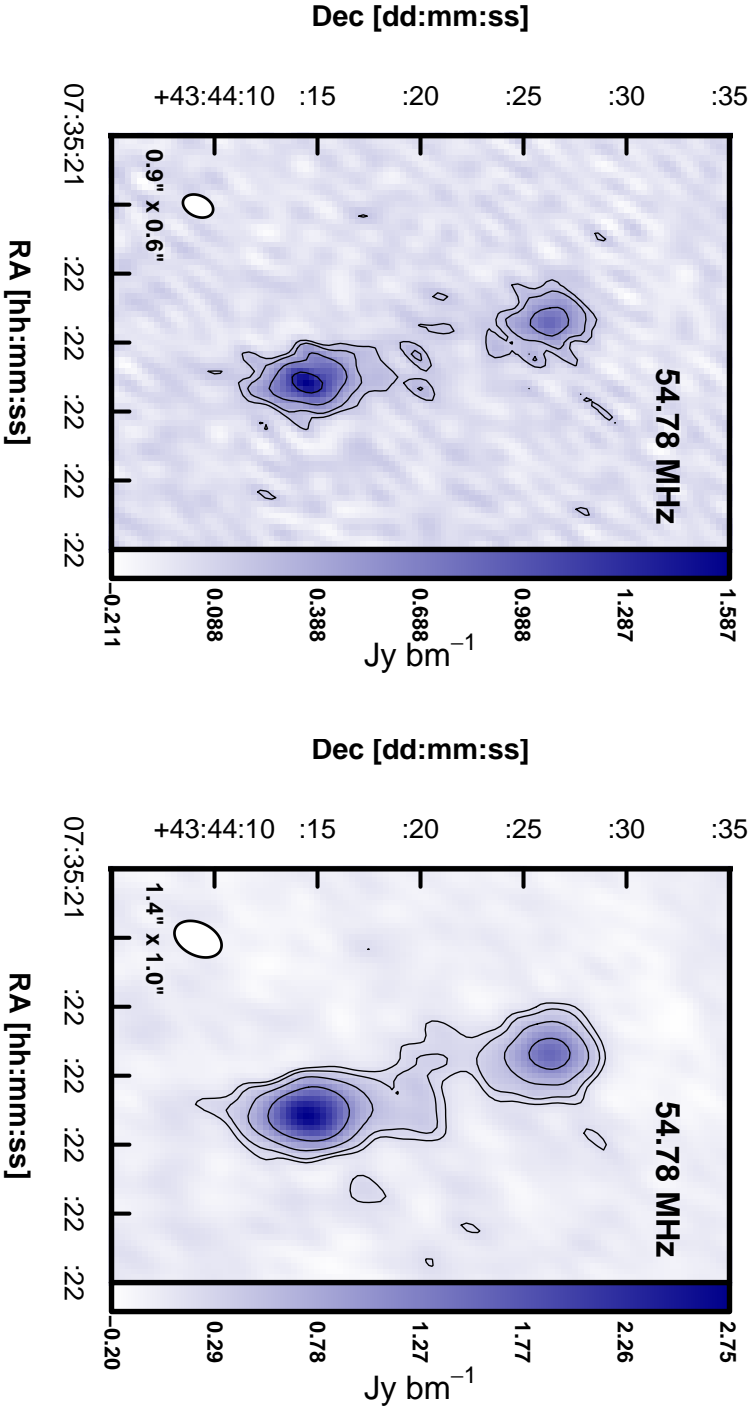 Dec [dd:mm:ss]
+43:44:10 :15 :20 :25 :30 :35
07:35:21 :22 :22 :22 :22 :22
RA [hh:mm:ss]
0.9" x 0.6"
54.78 MHz
−0.211 0.088 0.388 0.688 0.988 1.287 1.587
Jy bm−1
Dec [dd:mm:ss]
+43:44:10 :15 :20 :25 :30 :35
07:35:21 :22 :22 :22 :22 :22
RA [hh:mm:ss]
1.4" x 1.0"
54.78 MHz
−0.20 0.29 0.78 1.27 1.77 2.26 2.75
Jy bm−1